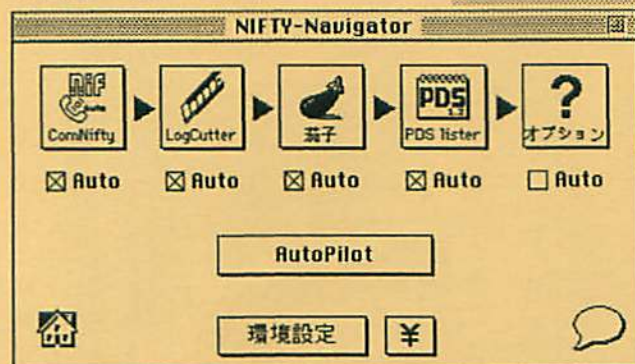 NIFTY-Navigator
Nif
ComNifty
LogCutter
茄子
PDS
PDS lister
?
オプション
Auto
Auto
Auto
Auto
Auto
AutoPilot
環境設定
¥